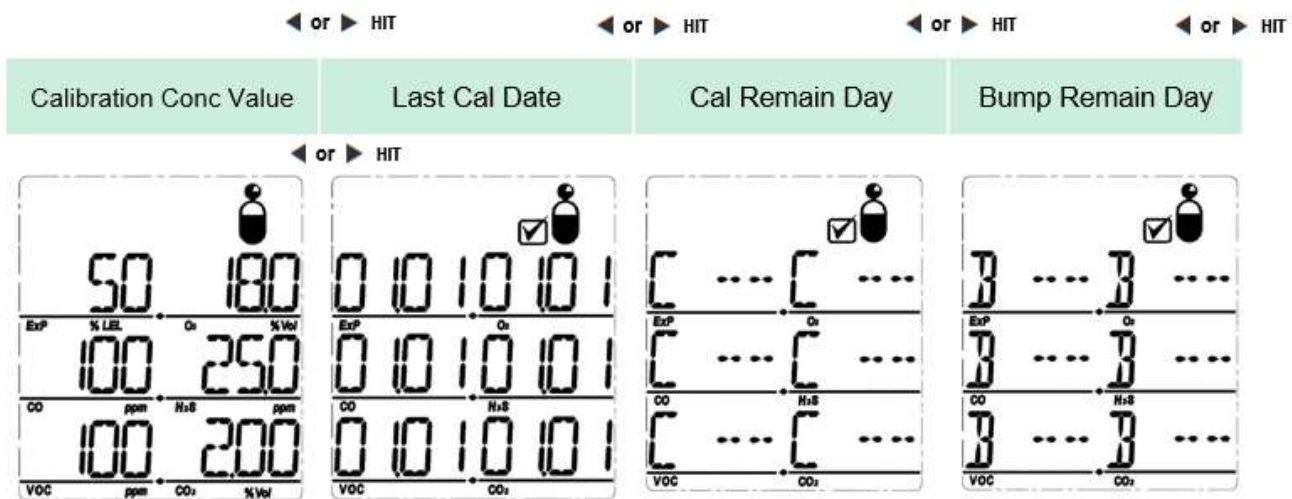 ◀ or ▶ HIT ◀ or ▶ HIT ◀ or ▶ HIT ◀ or ▶ HIT
Calibration Conc Value Last Cal Date Cal Remain Day Bump Remain Day
◀ or ▶ HIT
50 18.0
ExP % LEL O₂ %Vol
100 25.0
CO ppm H₂S ppm
100 2.00
VOC ppm CO₂ %Vol
01.01 01.01
ExP O₂
01.01 01.01
CO H₂S
01.01 01.01
VOC CO₂
C ---- C ----
ExP O₂
C ---- C ----
CO H₂S
C ---- C ----
VOC CO₂
B ---- B ----
ExP O₂
B ---- B ----
CO H₂S
B ---- B ----
VOC CO₂